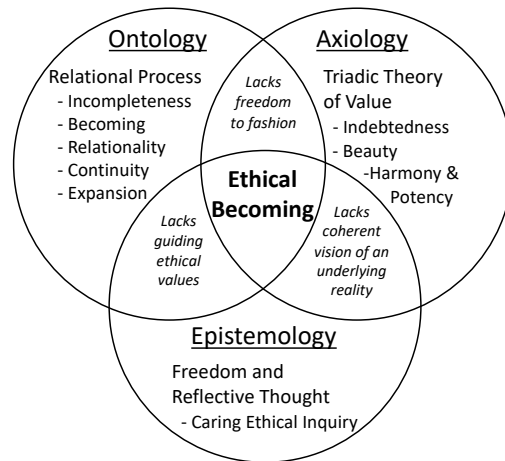 Ontology
Relational Process
- Incompleteness
- Becoming
- Relationality
- Continuity
- Expansion
Lacks
freedom
to fashion
Axiology
Triadic Theory
of Value
- Indebtedness
- Beauty
-Harmony &
Potency
Ethical
Becoming
Lacks
guiding
ethical
values
Lacks
coherent
vision of an
underlying
reality
Epistemology
Freedom and
Reflective Thought
- Caring Ethical Inquiry